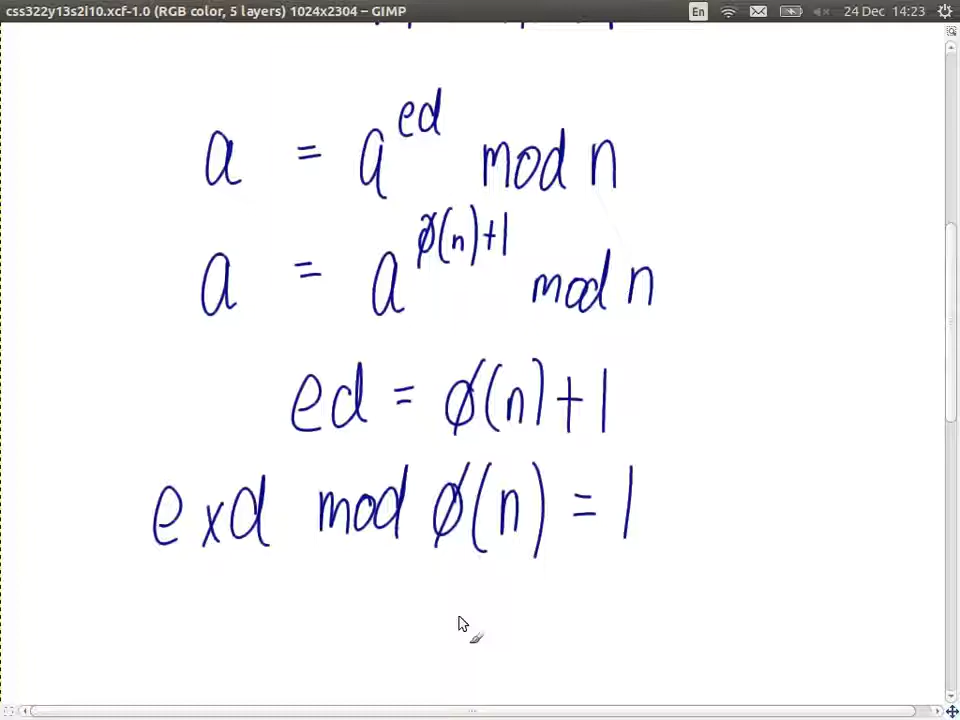 css322y13s2l10.xcf-1.0 (RGB color, 5 layers) 1024x2304 – GIMP En 24 Dec 14:23
a = a^ed mod n
a = a^ø(n)+1 mod n
ed = ø(n)+1
e x d mod ø(n) = 1